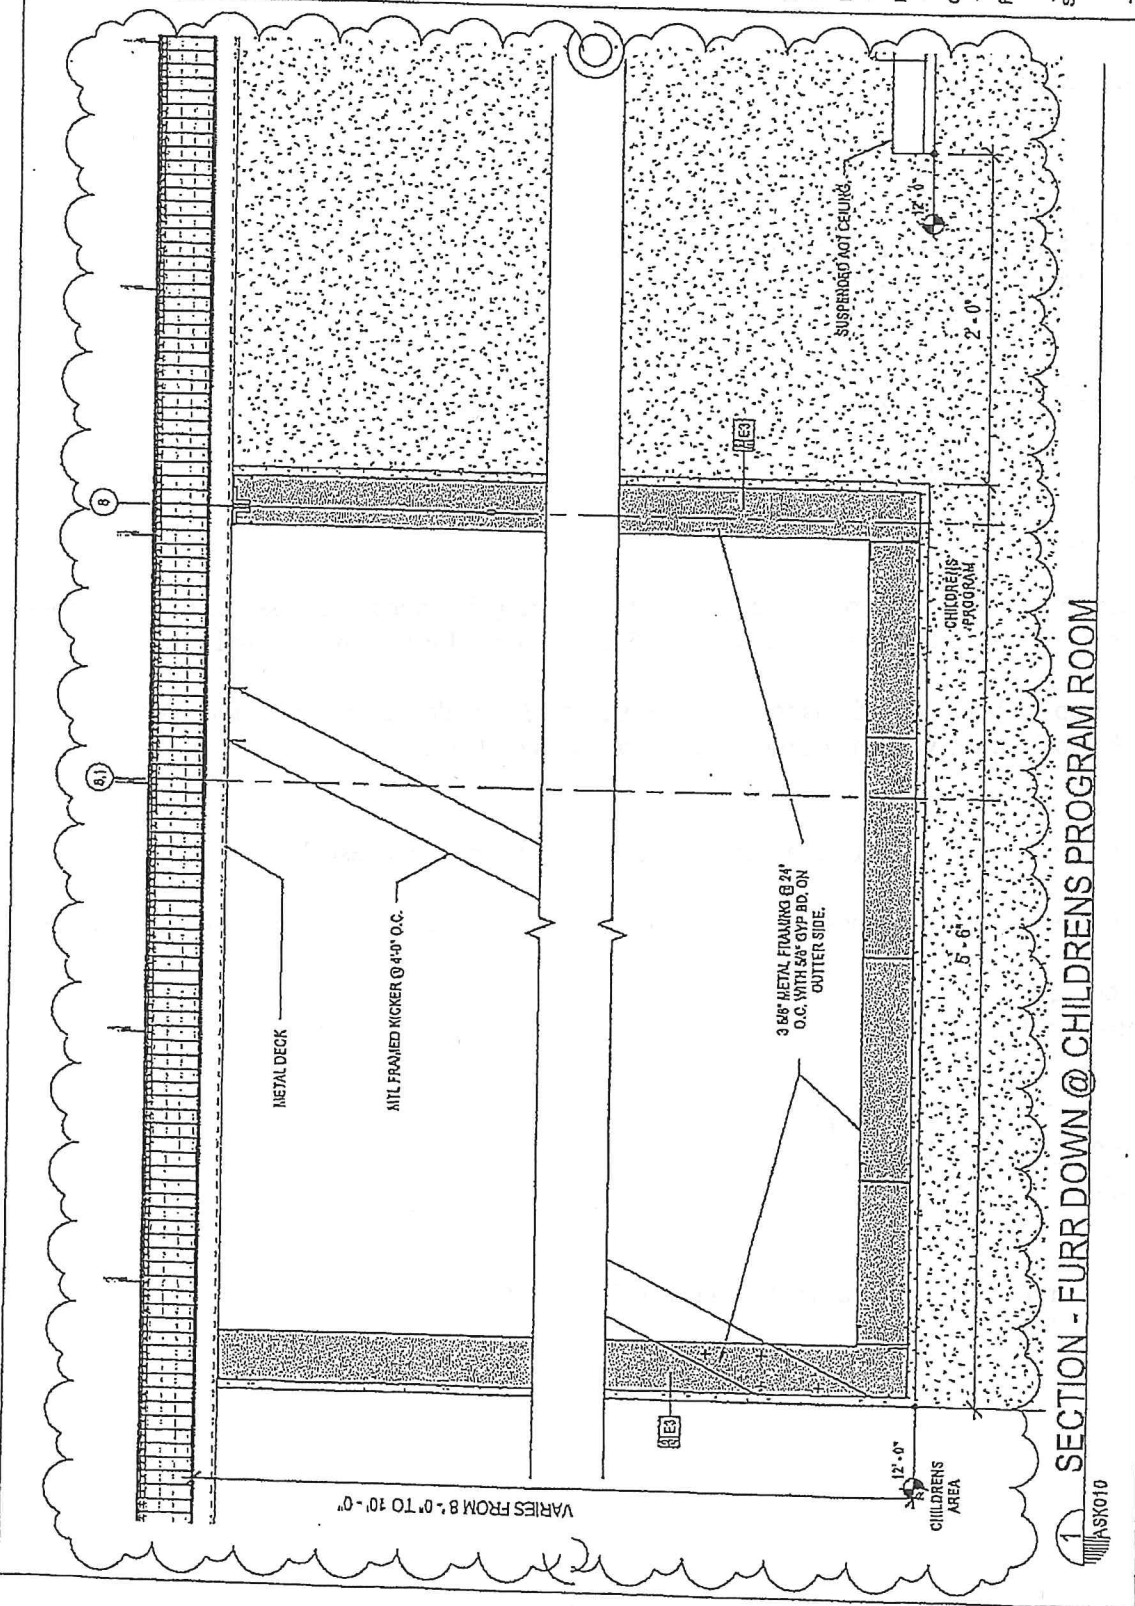 8
8.1
METAL DECK
MTL FRAMED KICKER @ 4'-0" O.C.
VARIES FROM 8'-0" TO 10'-0"
SUSPENDED ACT CEILING.
12'-0"
2'-0"
E3
3 5/8" METAL FRAMING @ 24"
O.C. WITH 5/8" GYP BD. ON
OUTTER SIDE.
CHILDRENS
PROGRAM
5'-6"
E3
12'-0"
CHILDRENS
AREA
1
ASK010
SECTION - FURR DOWN @ CHILDRENS PROGRAM ROOM